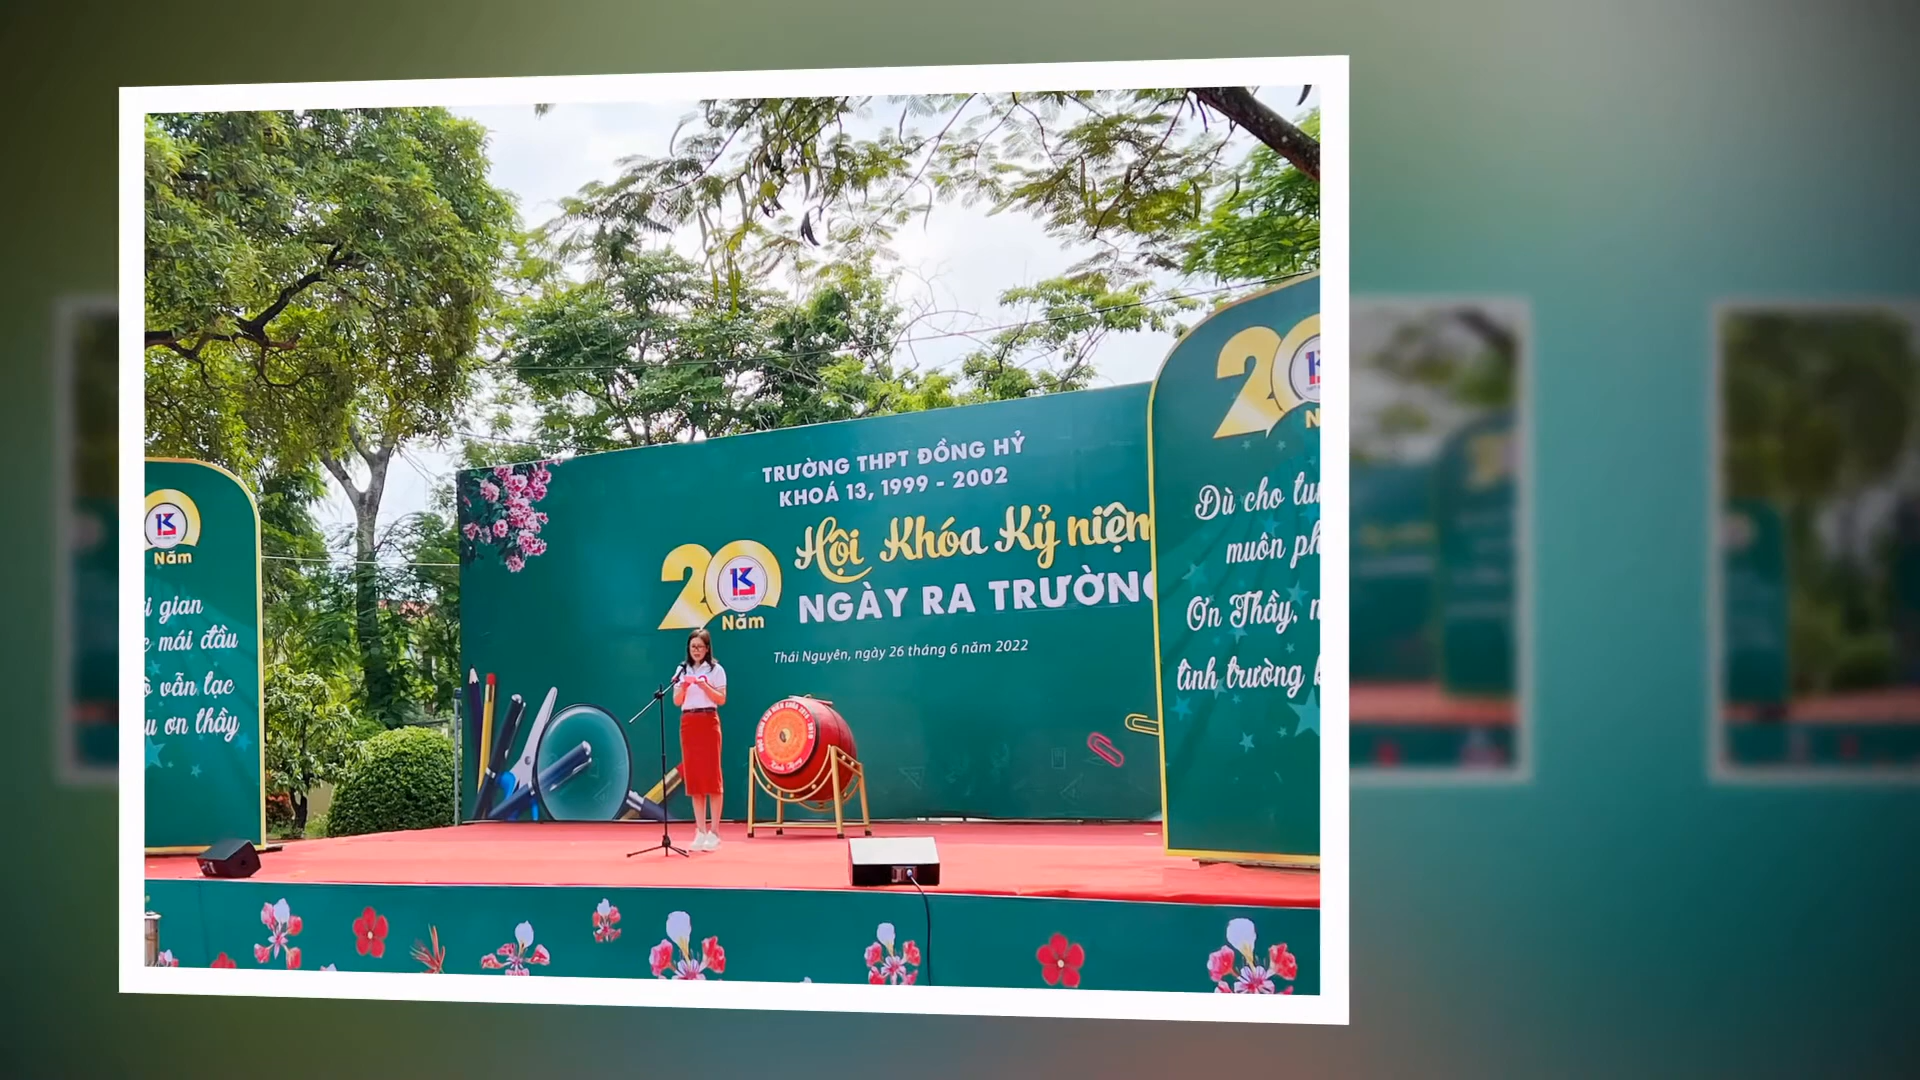 TRƯỜNG THPT ĐỒNG HỶ
KHOÁ 13, 1999 - 2002
20
Năm
Hội Khóa Kỷ niệm
NGÀY RA TRƯỜNG
Thái Nguyên, ngày 26 tháng 6 năm 2022
Năm
gian
mái đầu
vẫn tạc
ơn thầy
20
Dù cho
muôn
Ơn Thầy,
tình trường